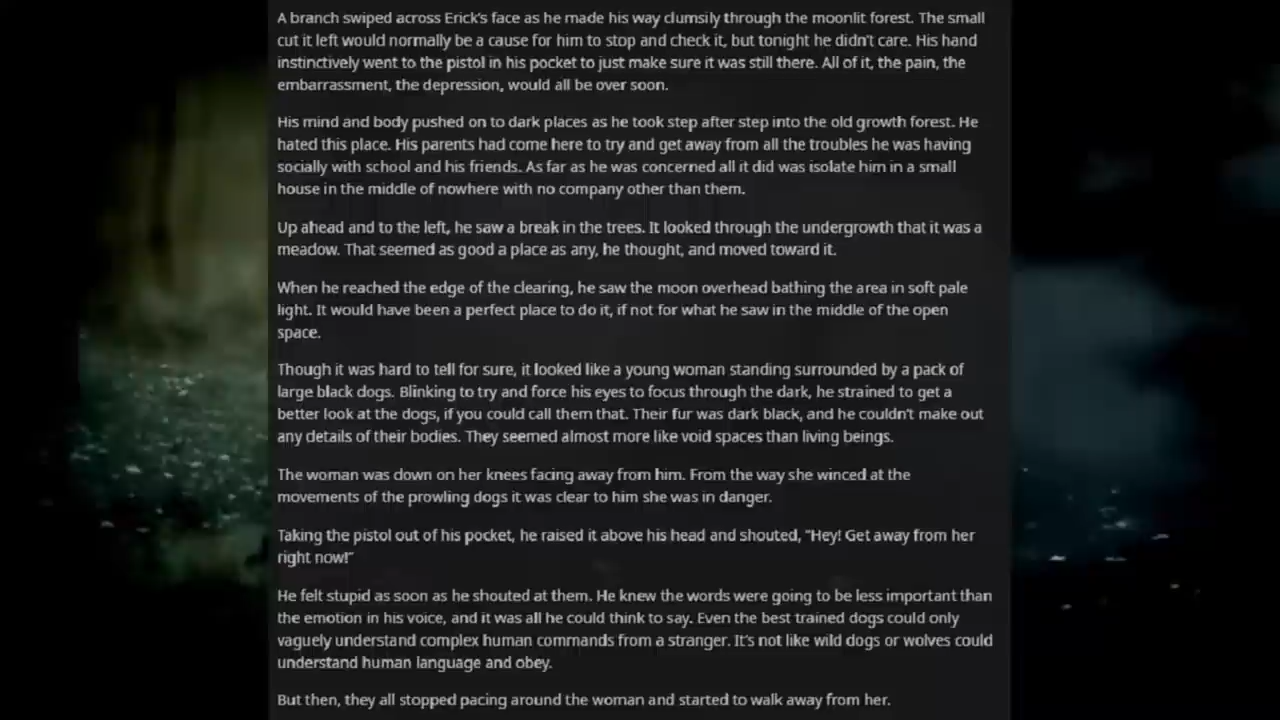 A branch swiped across Erick's face as he made his way clumsily through the moonlit forest. The small
cut it left would normally be a cause for him to stop and check it, but tonight he didn't care. His hand
instinctively went to the pistol in his pocket to just make sure it was still there. All of it, the pain, the
embarrassment, the depression, would all be over soon.
His mind and body pushed on to dark places as he took step after step into the old growth forest. He
hated this place. His parents had come here to try and get away from all the troubles he was having
socially with school and his friends. As far as he was concerned all it did was isolate him in a small
house in the middle of nowhere with no company other than them.
Up ahead and to the left, he saw a break in the trees. It looked through the undergrowth that it was a
meadow. That seemed as good a place as any, he thought, and moved toward it.
When he reached the edge of the clearing, he saw the moon overhead bathing the area in soft pale
light. It would have been a perfect place to do it, if not for what he saw in the middle of the open
space.
Though it was hard to tell for sure, it looked like a young woman standing surrounded by a pack of
large black dogs. Blinking to try and force his eyes to focus through the dark, he strained to get a
better look at the dogs, if you could call them that. Their fur was dark black, and he couldn't make out
any details of their bodies. They seemed almost more like void spaces than living beings.
The woman was down on her knees facing away from him. From the way she winced at the
movements of the prowling dogs it was clear to him she was in danger.
Taking the pistol out of his pocket, he raised it above his head and shouted, "Hey! Get away from her
right now!"
He felt stupid as soon as he shouted at them. He knew the words were going to be less important than
the emotion in his voice, and it was all he could think to say. Even the best trained dogs could only
vaguely understand complex human commands from a stranger. It's not like wild dogs or wolves could
understand human language and obey.
But then, they all stopped pacing around the woman and started to walk away from her.